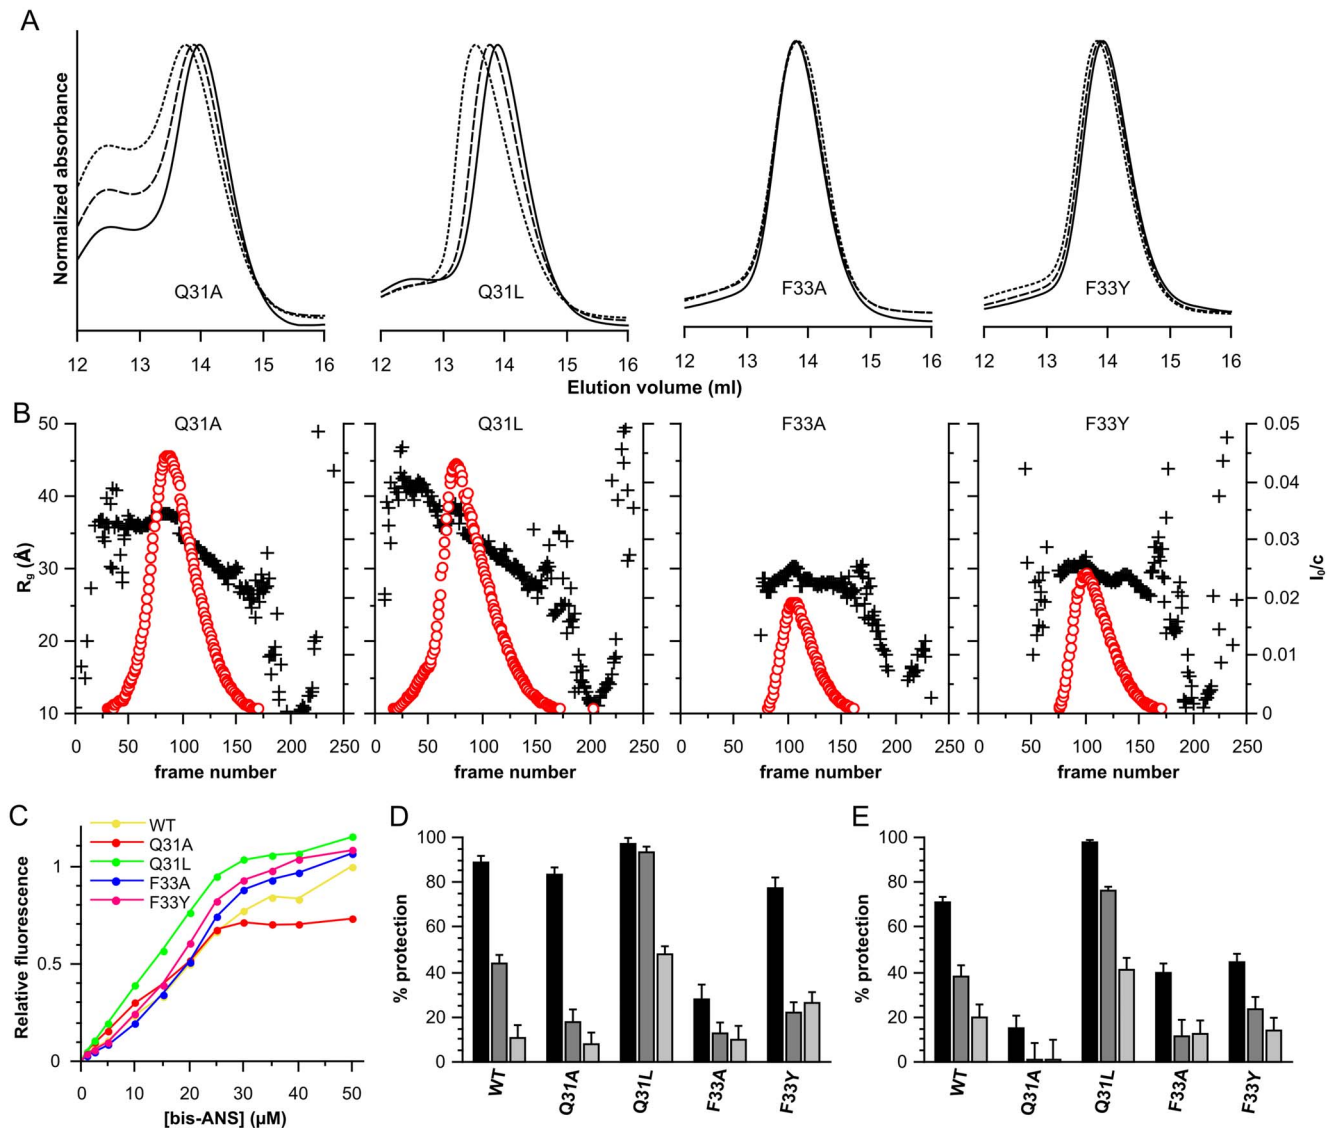 A
Normalized absorbance
Q31A
Q31L
F33A
F33Y
12 13 14 15 16
12 13 14 15 16
12 13 14 15 16
12 13 14 15 16
Elution volume (ml)
B
Q31A
Q31L
F33A
F33Y
Rg (Å)
50
40
30
20
10
0.05
0.04
0.03
0.02
0.01
0
I0/c
0 50 100 150 200 250
0 50 100 150 200 250
0 50 100 150 200 250
0 50 100 150 200 250
frame number
frame number
frame number
frame number
C
WT
Q31A
Q31L
F33A
F33Y
Relative fluorescence
1
0.5
0
0 10 20 30 40 50
[bis-ANS] (µM)
D
% protection
100
80
60
40
20
0
WT
Q31A
Q31L
F33A
F33Y
E
% protection
100
80
60
40
20
0
WT
Q31A
Q31L
F33A
F33Y